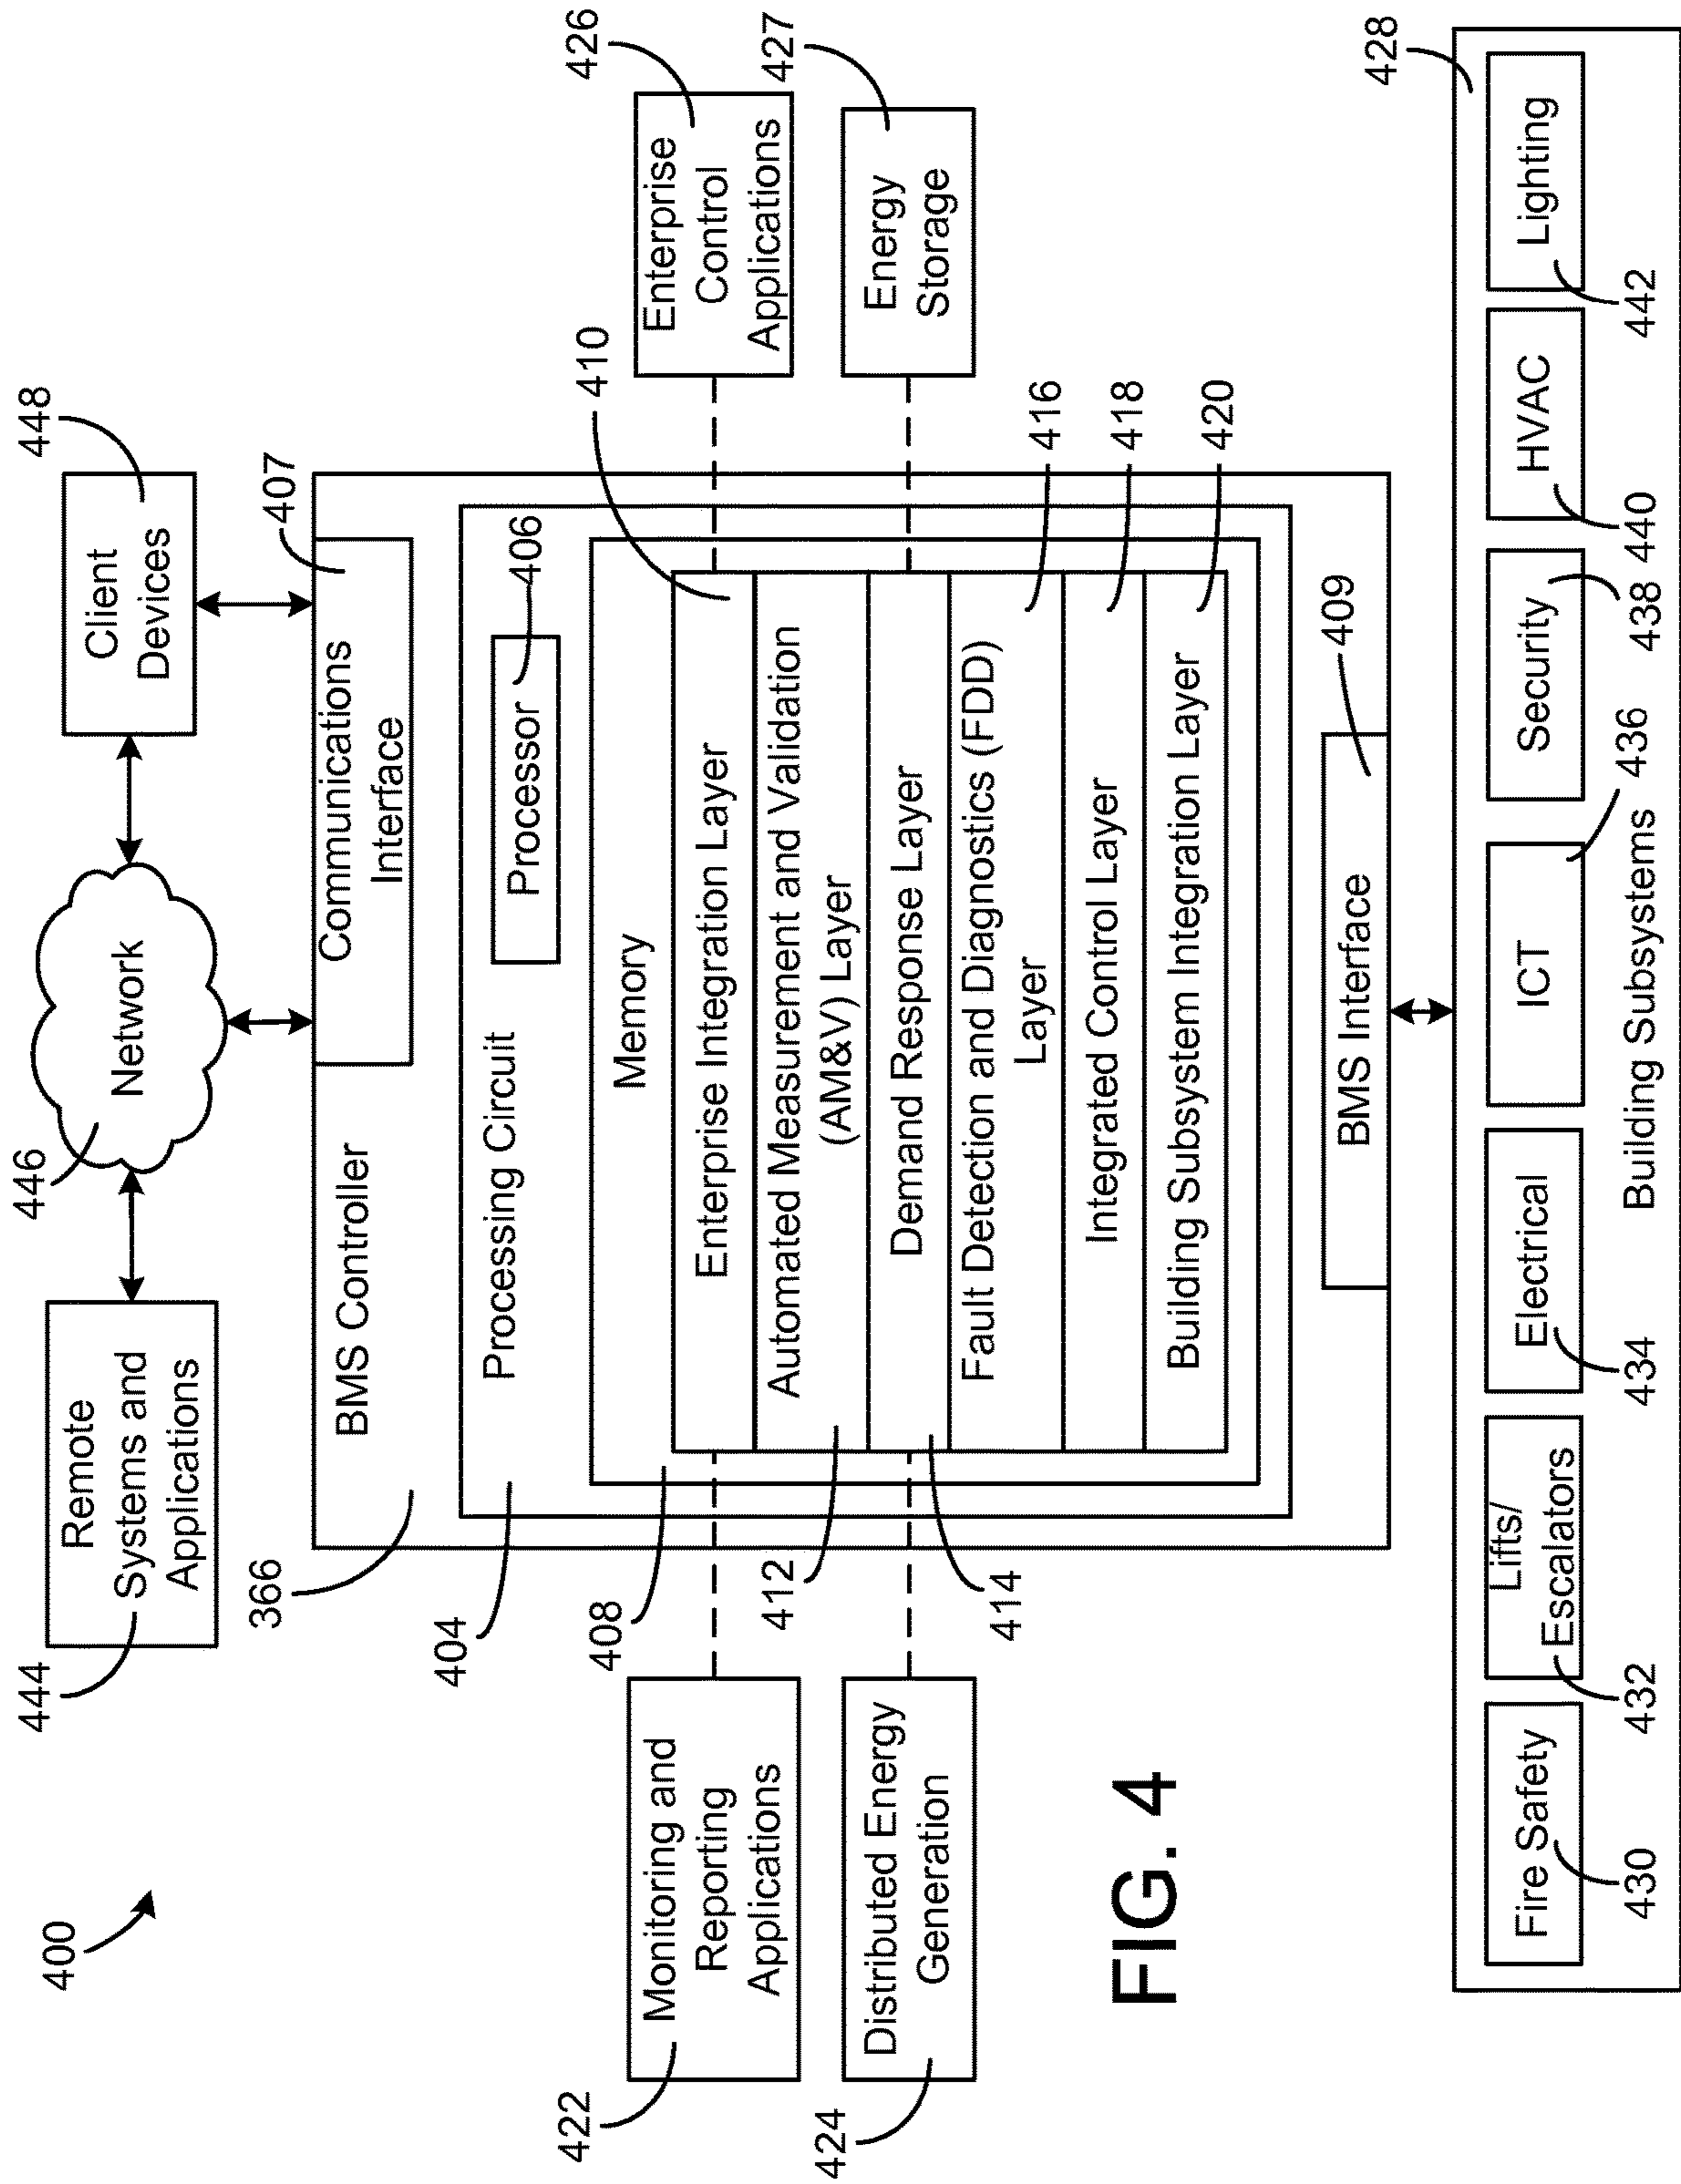 400
444
Remote
Systems and
Applications
446
Network
Client
Devices
448
366
BMS Controller
Communications
Interface
407
404
Processing Circuit
Processor
406
408
Memory
410
Enterprise Integration Layer
Automated Measurement and Validation
(AM&V) Layer
412
Demand Response Layer
414
Fault Detection and Diagnostics (FDD)
Layer
416
Integrated Control Layer
418
Building Subsystem Integration Layer
420
BMS Interface
409
422
Monitoring and
Reporting
Applications
424
Distributed Energy
Generation
Enterprise
Control
Applications
426
Energy
Storage
427
FIG. 4
428
Fire Safety
430
Lifts/
Escalators
432
Electrical
434
ICT
436
Security
438
HVAC
440
Lighting
442
Building Subsystems